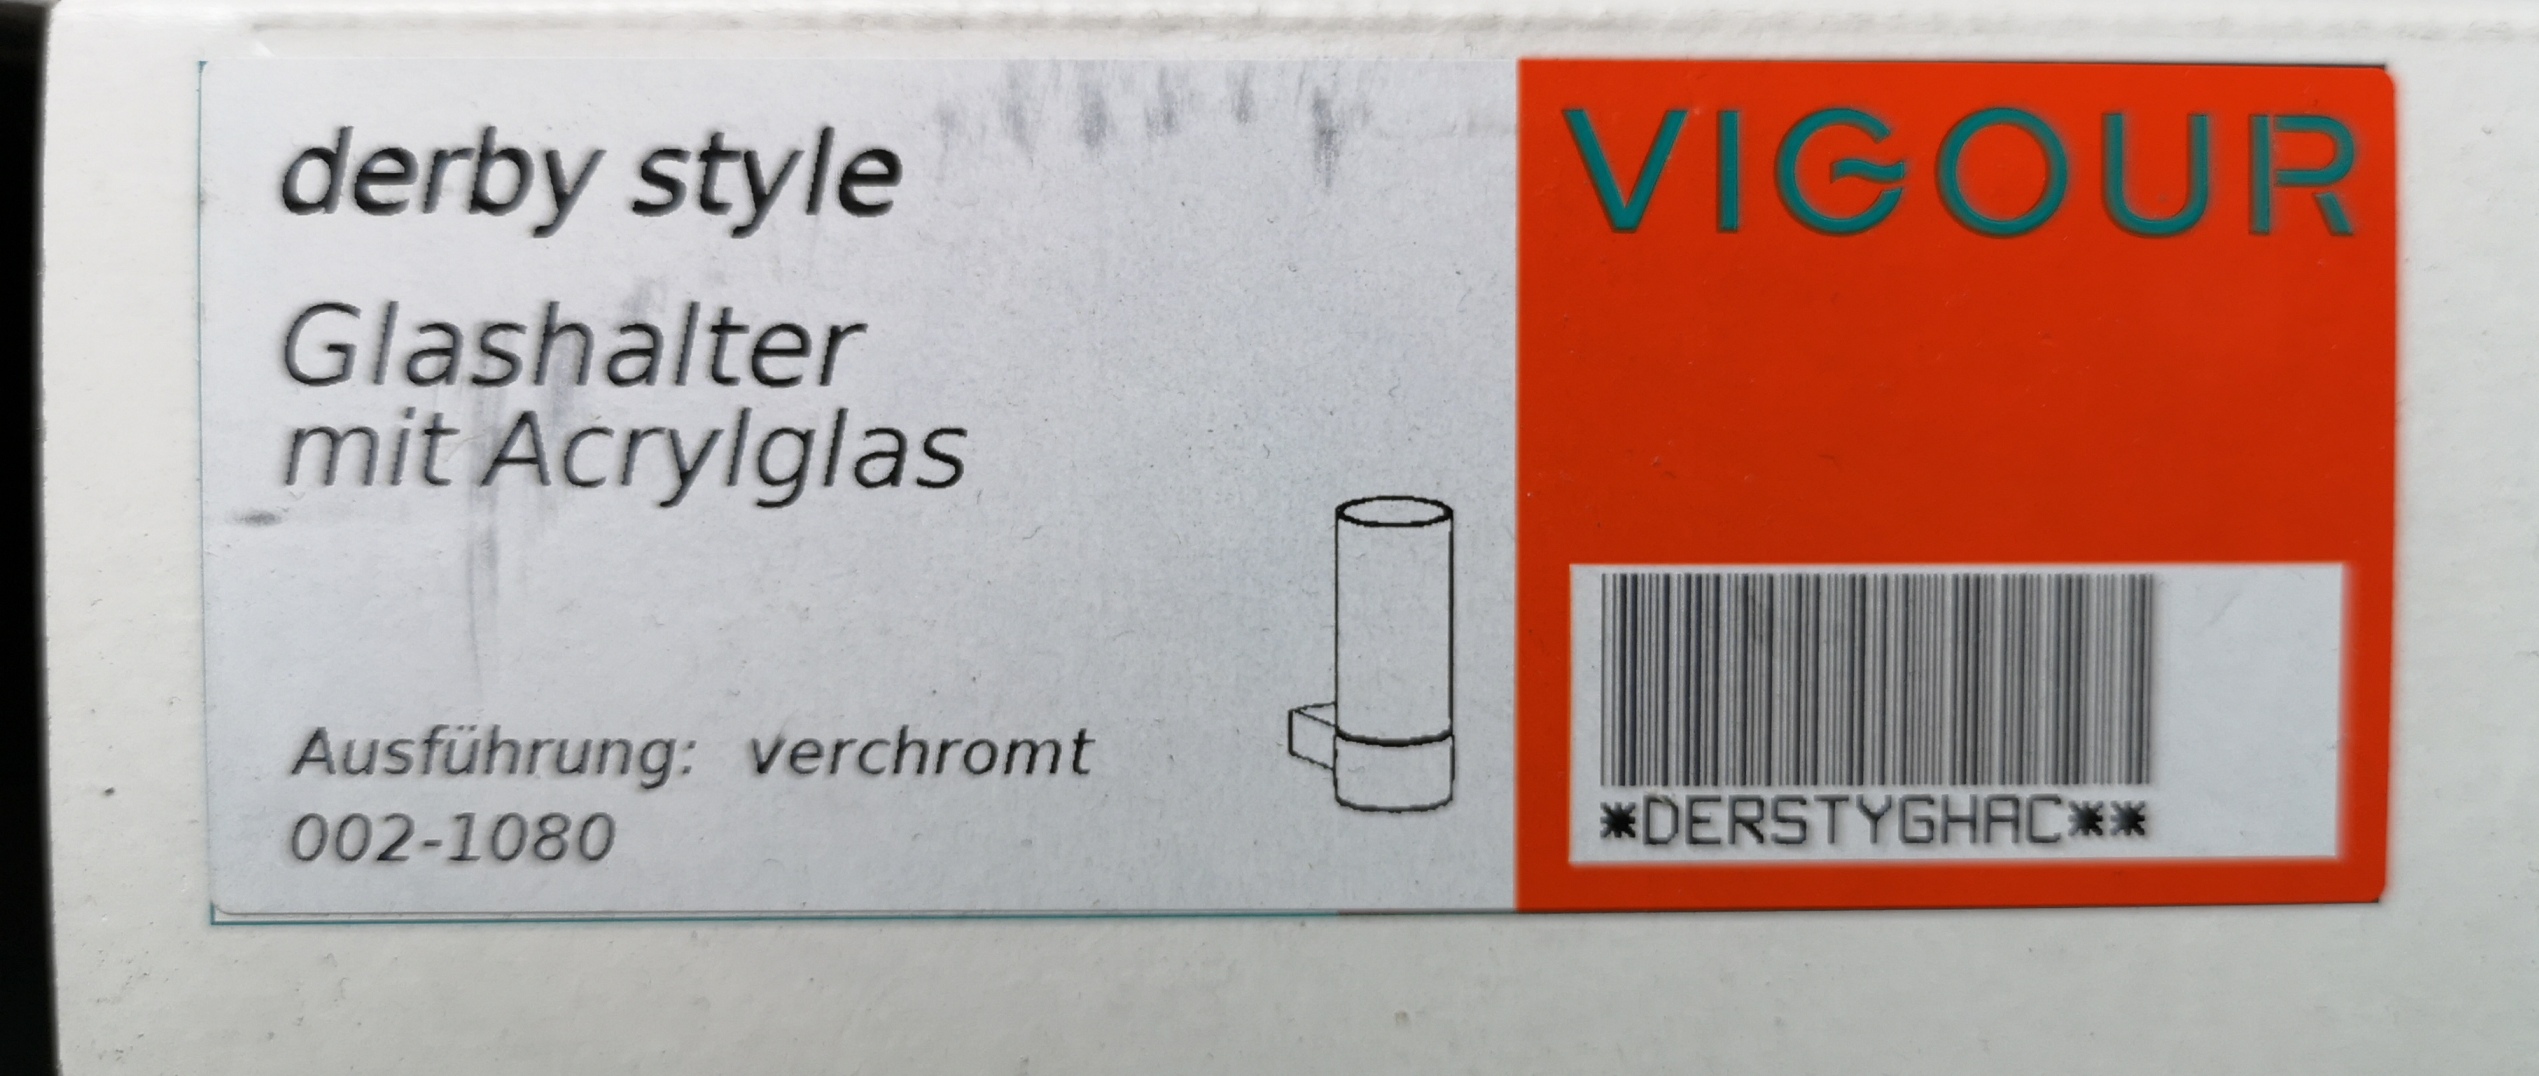 derby style
VIGOUR
Glashalter
mit Acrylglas
Ausführung: verchromt
002-1080
*DERSTYGHAC**